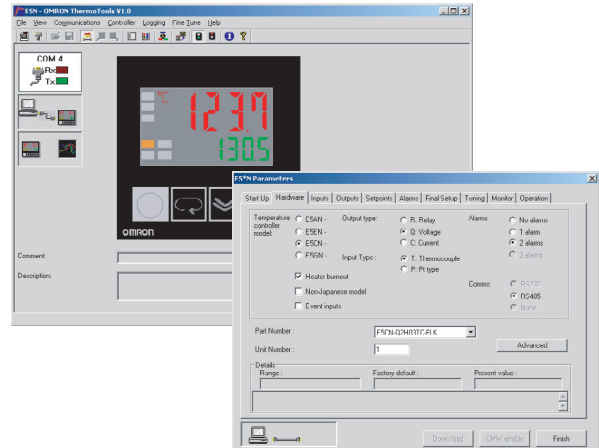 E5N - OMRON ThermoTools V1.0
File View Communications Controller Logging Fine Tune Help
COM 4
Rx
Tx
°C
123.7
130.5
OMRON
Comment:
Description:
E5*N Parameters
Start Up Hardware Inputs Outputs Setpoints Alarms Final Setup Tuning Monitor Operation
Temperature controller model:
E5AN -
E5EN -
E5CN -
E5GN -
Output type:
R: Relay
Q: Voltage
C: Current
Input Type :
T: Thermocouple
P: Pt type
Alarms
No alarms
1 alarm
2 alarms
3 alarms
Heater burnout
Non-Japanese model
Event inputs
Comms:
RS232
RS485
None
Part Number :
E5CN-Q2H03TC-FLK
Unit Number :
1
Advanced
Details
Range :
Factory default :
Present value :
Download
CMW enable
Finish